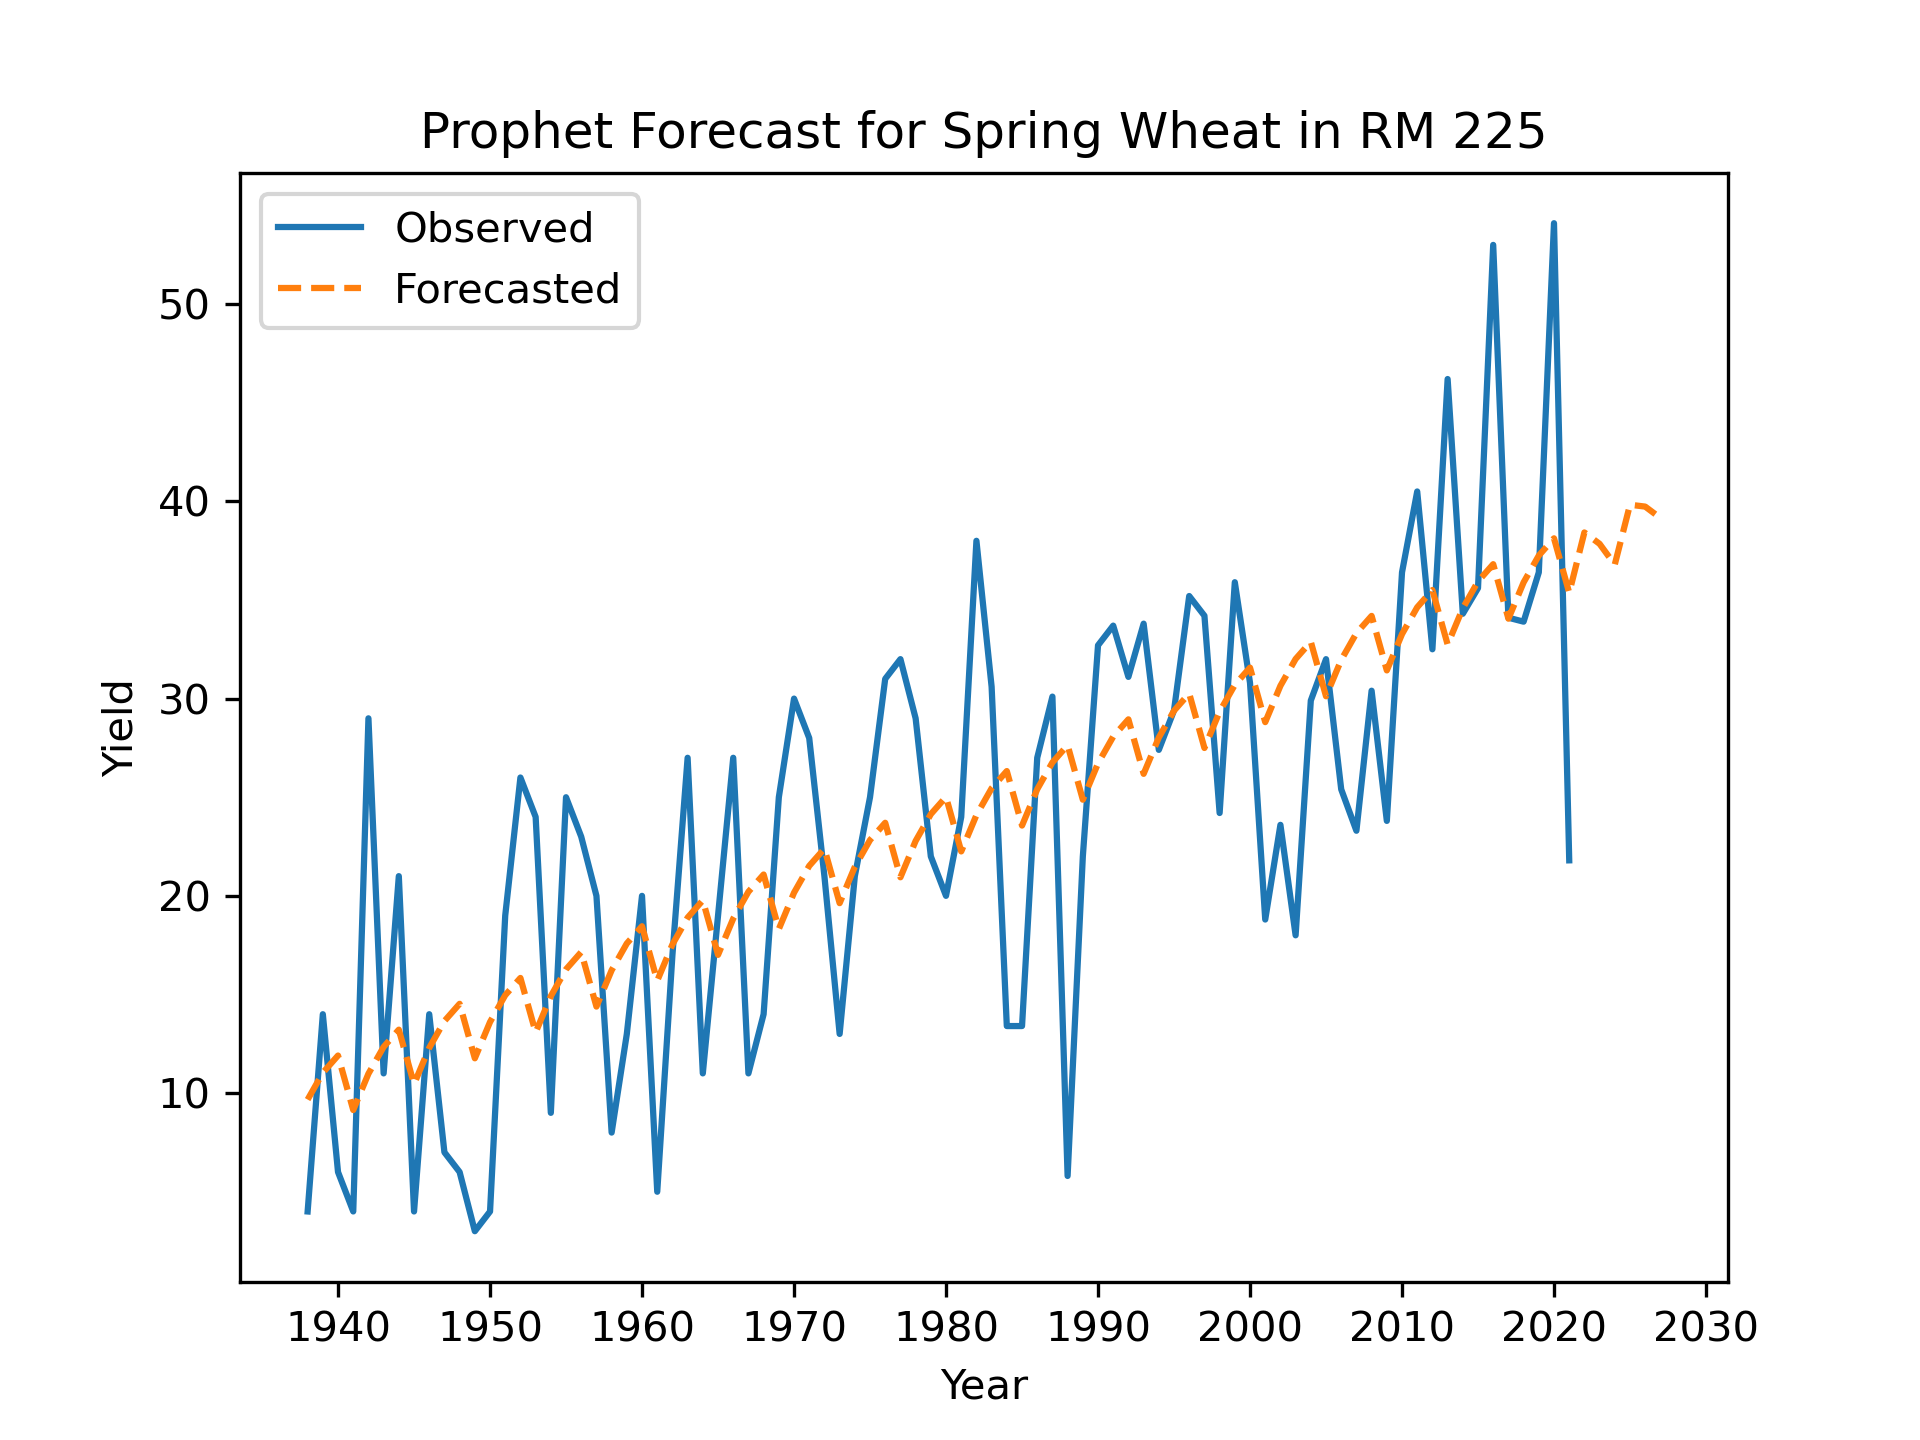 Prophet Forecast for Spring Wheat in RM 225
Observed
Forecasted
50
40
30
20
10
Yield
1940 1950 1960 1970 1980 1990 2000 2010 2020 2030
Year